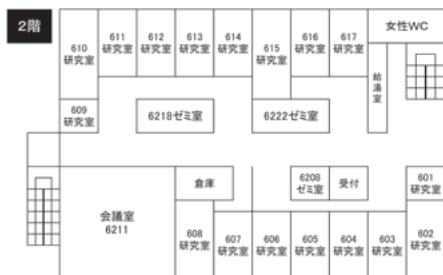 2階
610
研究室
611
研究室
612
研究室
613
研究室
614
研究室
615
研究室
616
研究室
617
研究室
女性WC
給湯室
609
研究室
6218ゼミ室
6222ゼミ室
会議室
6211
倉庫
6208
ゼミ室
受付
601
研究室
608
研究室
607
研究室
606
研究室
605
研究室
604
研究室
603
研究室
602
研究室